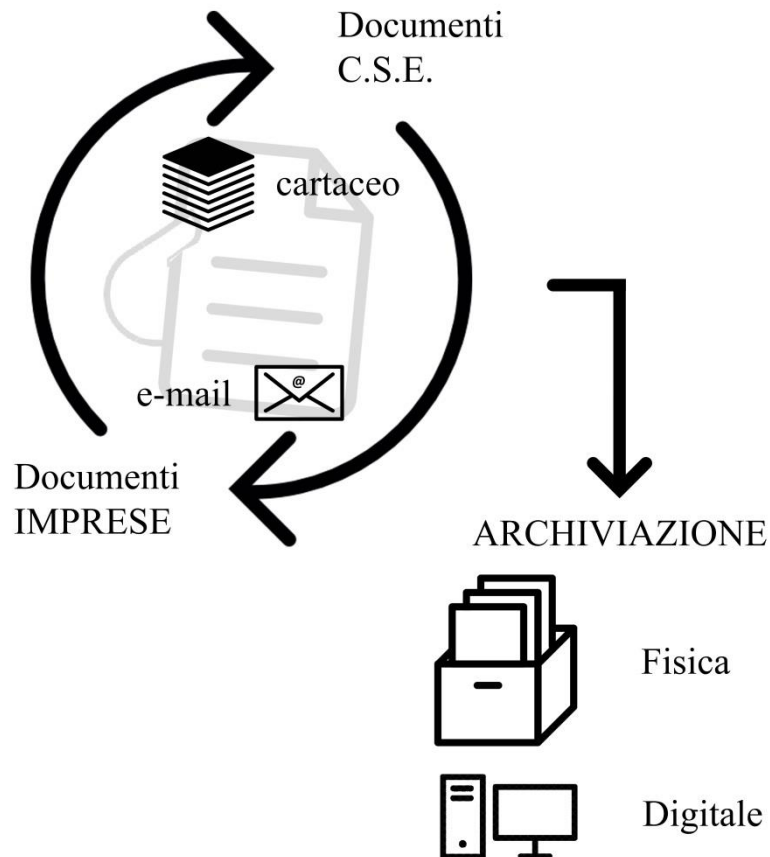 Documenti
C.S.E.
cartaceo
e-mail
@
Documenti
IMPRESE
ARCHIVIAZIONE
Fisica
Digitale